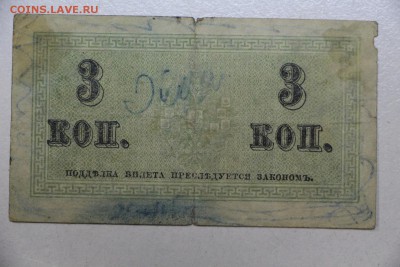 COINS.LAVE.RU
3 3
КОП. КОП.
ПОДДѢЛКА БИЛЕТА ПРЕСЛѢДУЕТСЯ ЗАКОНОМЪ.